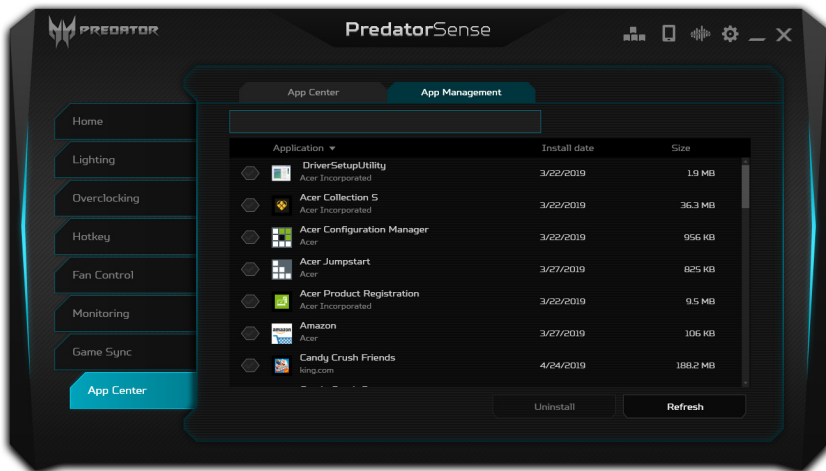 PREDATOR
PredatorSense
App Center
App Management
Home
Lighting
Overclocking
Hotkey
Fan Control
Monitoring
Game Sync
App Center
Application Install date Size
DriverSetupUtility
Acer Incorporated
3/22/2019 1.9 MB
Acer Collection S
Acer Incorporated
3/22/2019 36.3 MB
Acer Configuration Manager
Acer
3/22/2019 956 KB
Acer Jumpstart
Acer
3/27/2019 825 KB
Acer Product Registration
Acer Incorporated
3/22/2019 9.5 MB
amazon
Amazon
Acer
3/27/2019 106 KB
Candy Crush Friends
king.com
4/24/2019 188.2 MB
Uninstall
Refresh